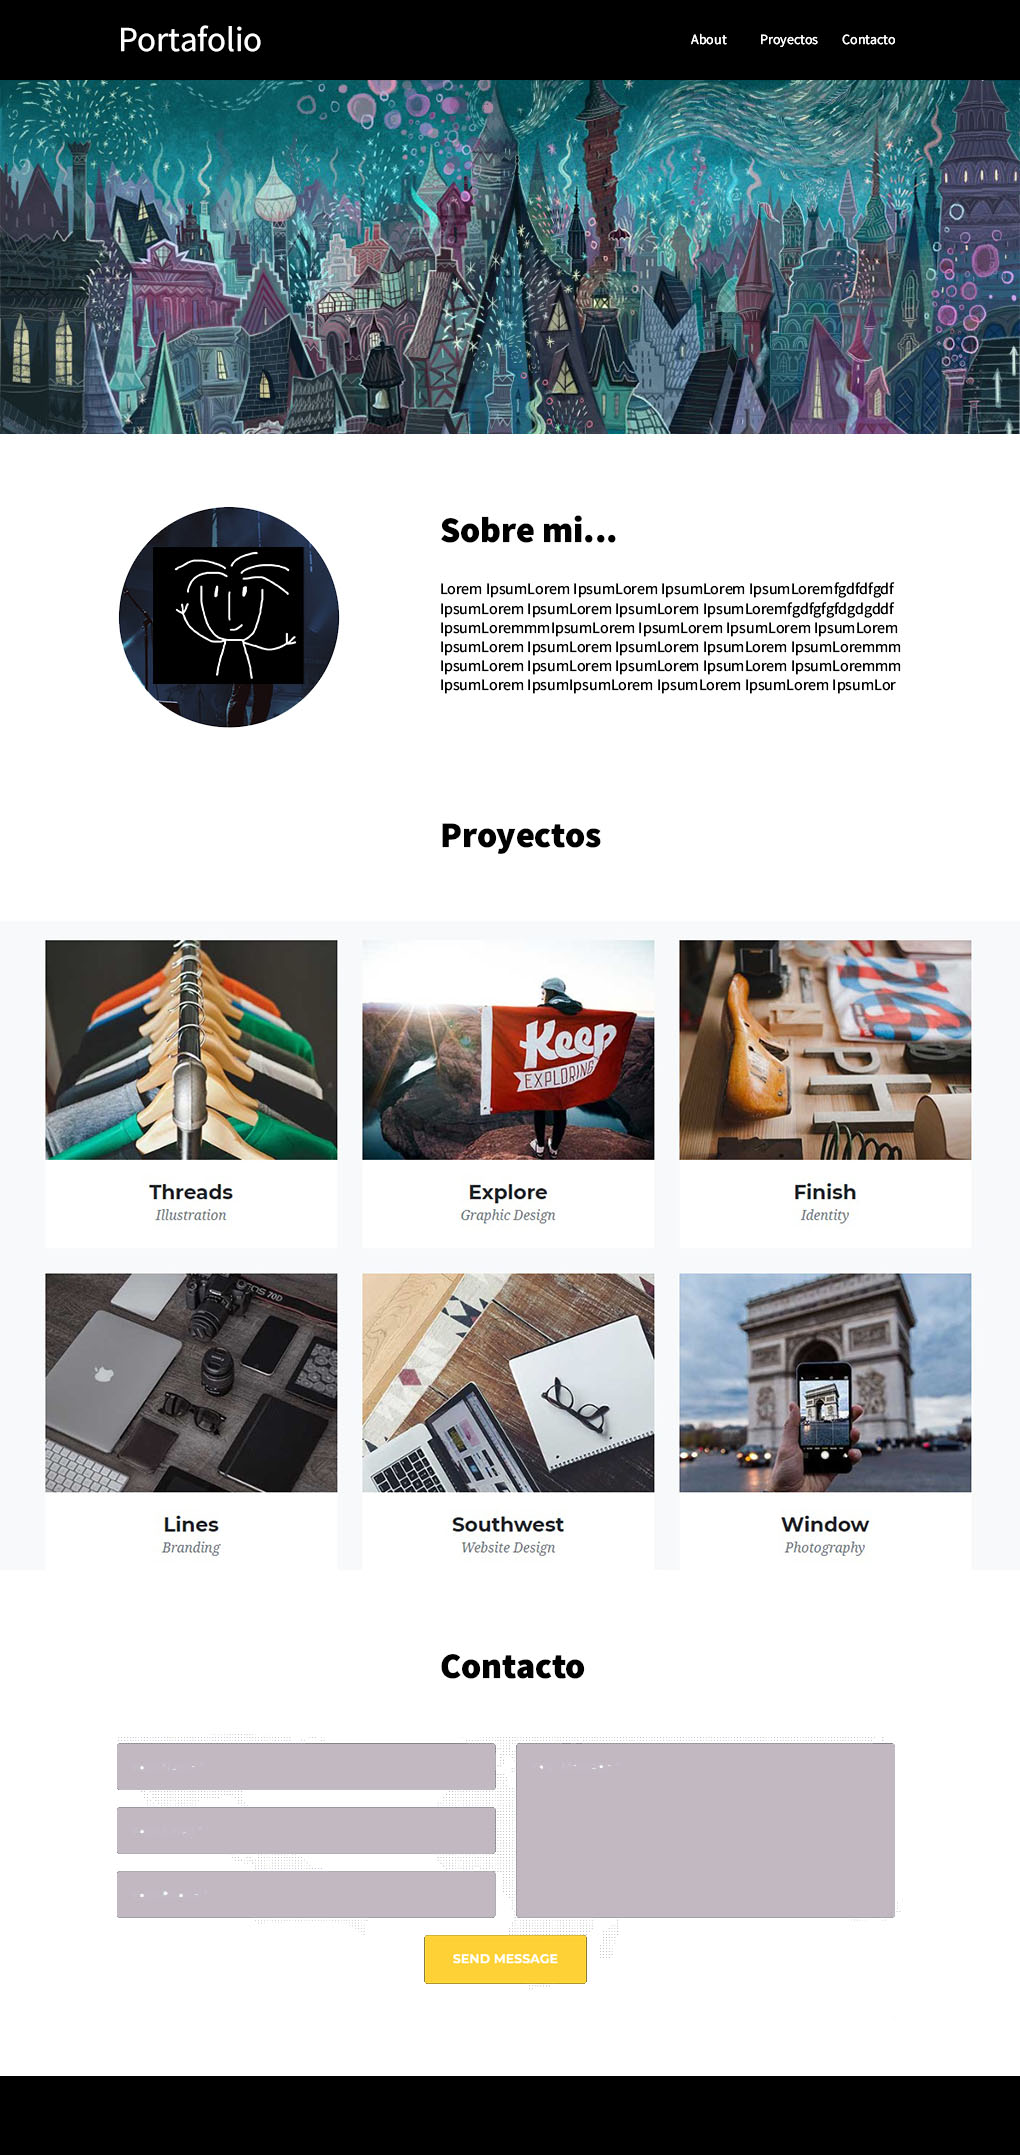 Portafolio
About Proyectos Contacto
Sobre mi...
Lorem IpsumLorem IpsumLorem IpsumLorem IpsumLoremfgdfdfgdf
IpsumLorem IpsumLorem IpsumLorem IpsumLoremfgdfgfgfdgdgddf
IpsumLoremmmIpsumLorem IpsumLorem IpsumLorem IpsumLorem
IpsumLorem IpsumLorem IpsumLorem IpsumLorem IpsumLoremmm
IpsumLorem IpsumLorem IpsumLorem IpsumLorem IpsumLoremmm
IpsumLorem IpsumIpsumLorem IpsumLorem IpsumLorem IpsumLor
Proyectos
Keep
EXPLORING
Threads
Illustration
Explore
Graphic Design
Finish
Identity
70D
Lines
Branding
Southwest
Website Design
Window
Photography
Contacto
SEND MESSAGE